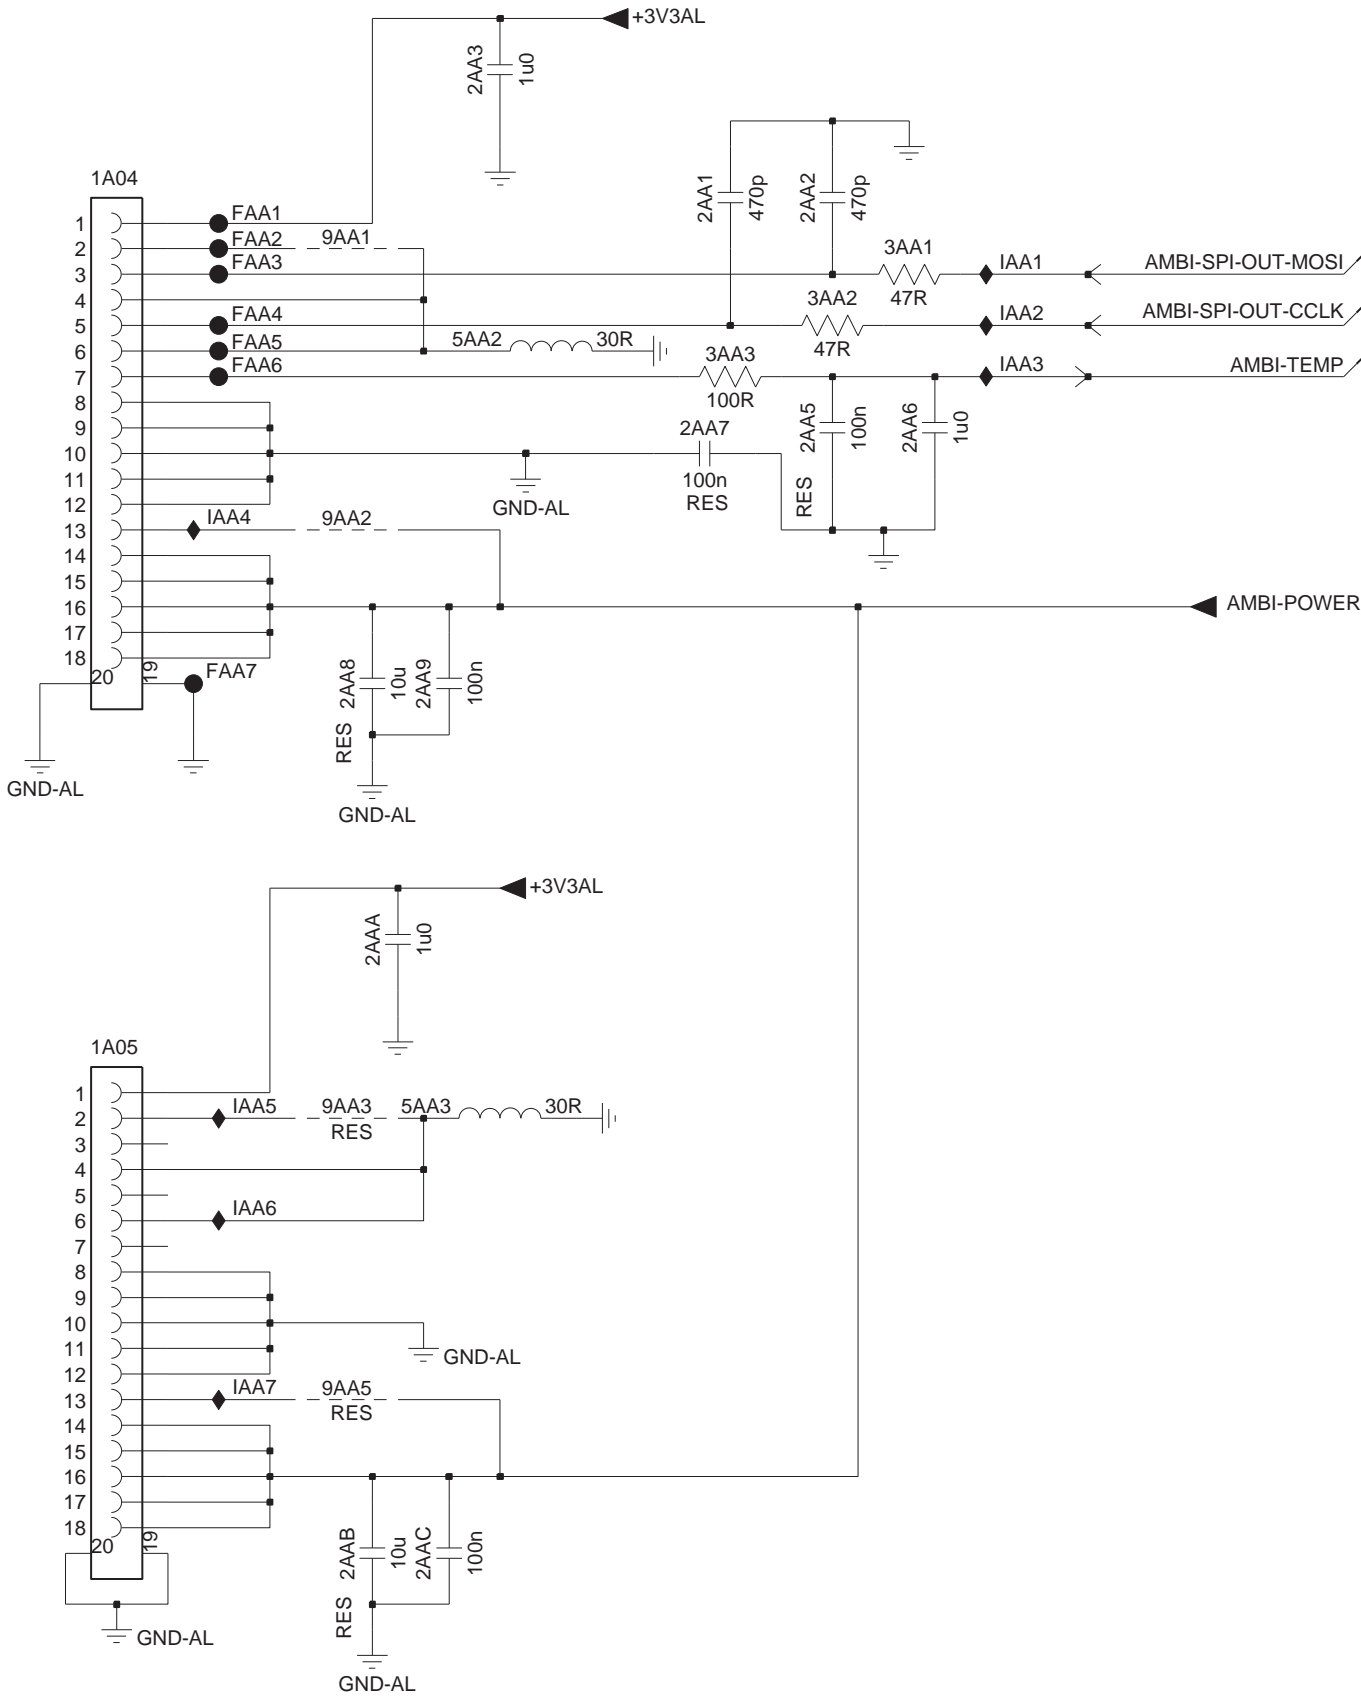 +3V3AL
2AA3
1u0
1A04
2AA1
470p
2AA2
470p
1 FAA1
2 FAA2 9AA1
3 FAA3 3AA1 47R IAA1 AMBI-SPI-OUT-MOSI
4
5 FAA4 3AA2 47R IAA2 AMBI-SPI-OUT-CCLK
6 FAA5 5AA2 30R
7 FAA6 3AA3 100R IAA3 AMBI-TEMP
8
9
2AA7
100n
RES
RES
2AA5
100n
2AA6
1u0
10
GND-AL
11
12
13 IAA4 9AA2
14
15
16 AMBI-POWER
17
18
20 19 FAA7
GND-AL
RES
2AA8
10u
2AA9
100n
GND-AL
+3V3AL
2AAA
1u0
1A05
1
2 IAA5 9AA3 5AA3 30R
RES
3
4
5
6 IAA6
7
8
9
10
11 GND-AL
12
13 IAA7 9AA5
RES
14
15
16
17
18
20 19
GND-AL
RES
2AAB
10u
2AAC
100n
GND-AL